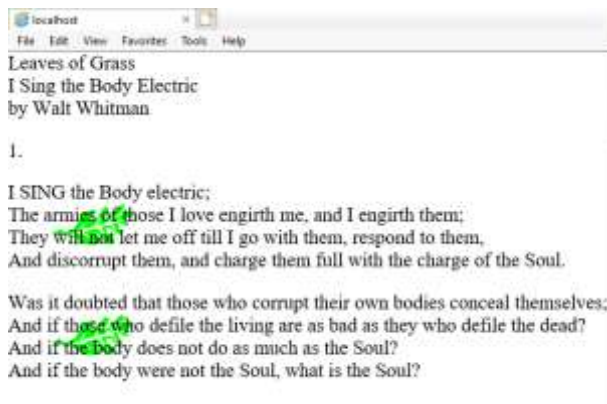 localhost
File Edit View Favorites Tools Help
Leaves of Grass
I Sing the Body Electric
by Walt Whitman
1.
I SING the Body electric;
The armies of those I love engirth me, and I engirth them;
They will not let me off till I go with them, respond to them,
And discorrupt them, and charge them full with the charge of the Soul.
Was it doubted that those who corrupt their own bodies conceal themselves;
And if those who defile the living are as bad as they who defile the dead?
And if the body does not do as much as the Soul?
And if the body were not the Soul, what is the Soul?